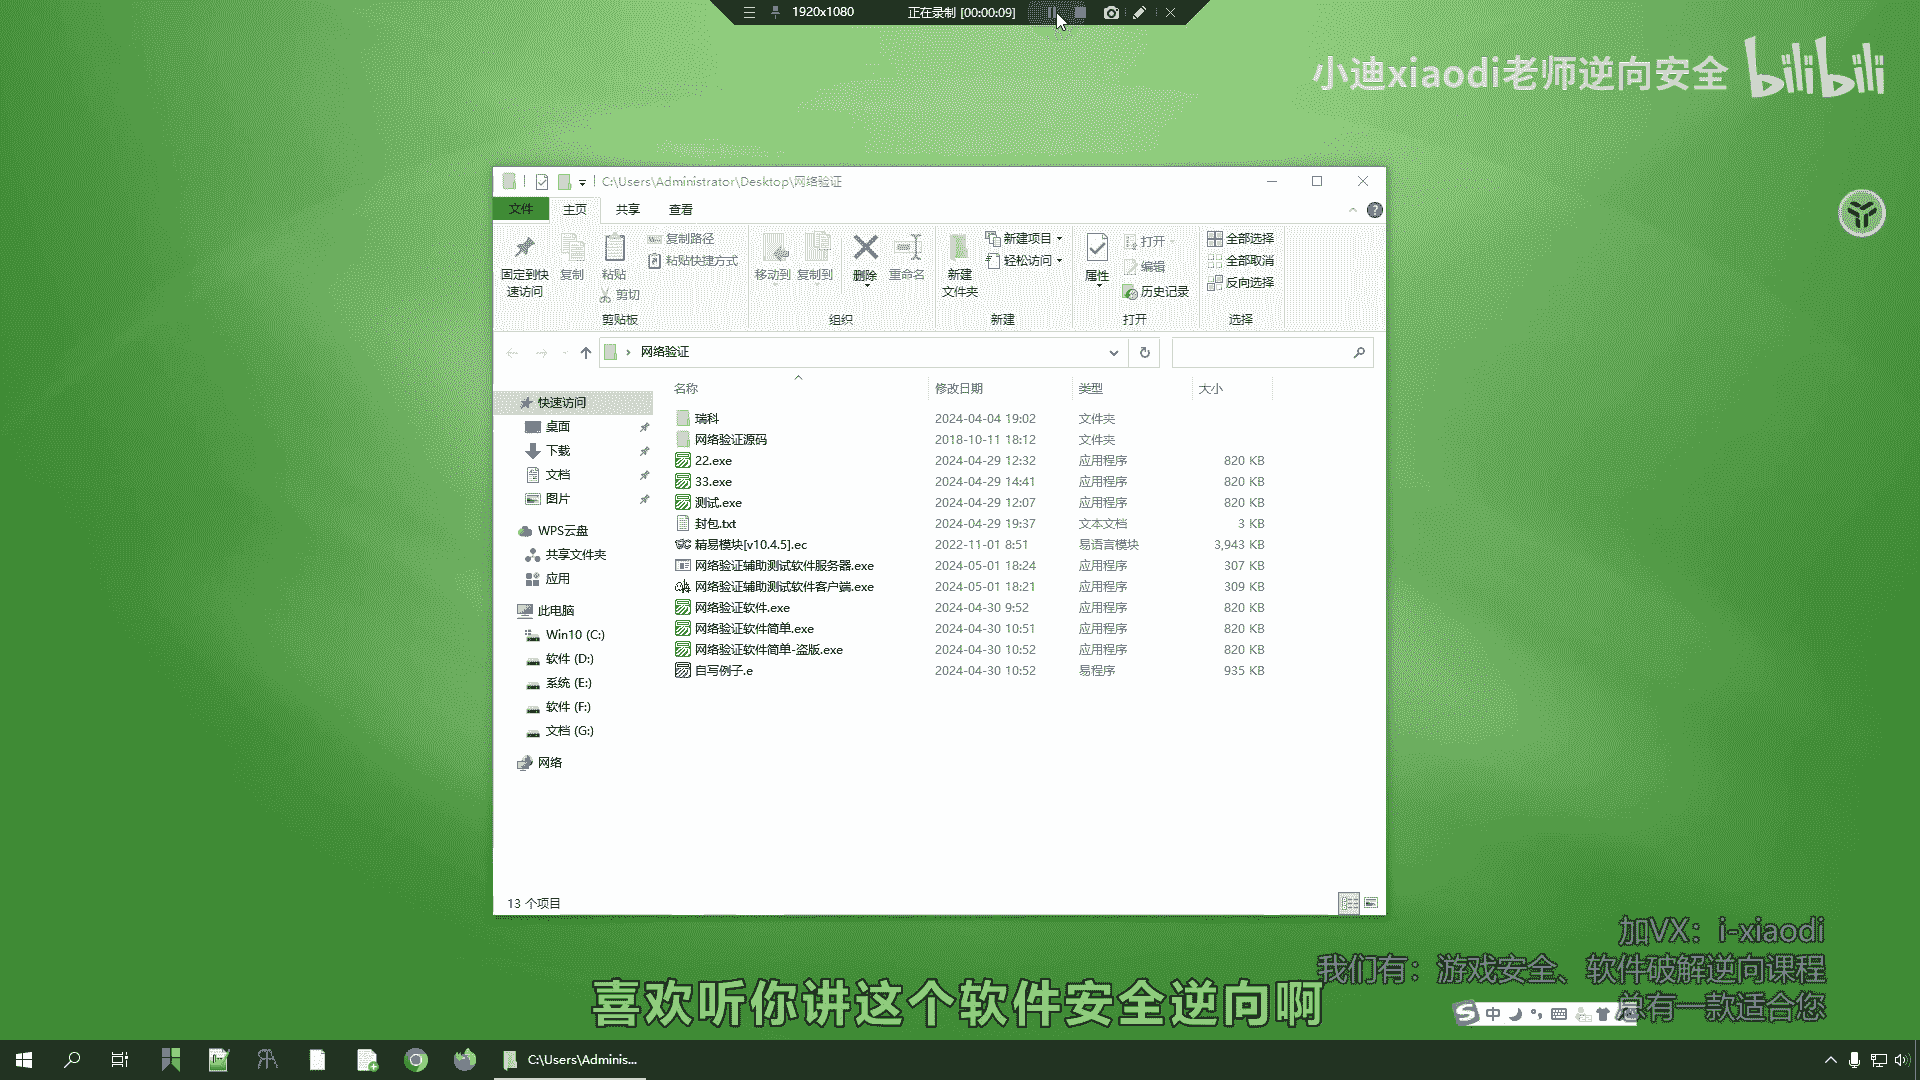 1920x1080
正在录制 [00:00:09]
小迪xiaodi老师逆向安全 bilibili
C:\Users\Administrator\Desktop\网络验证
文件 主页 共享 查看
固定到快速访问
复制
粘贴
复制路径
粘贴快捷方式
剪切
剪贴板
移动到 复制到 删除 重命名
组织
新建文件夹
新建项目
轻松访问
新建
属性
打开
编辑
历史记录
打开
全部选择
全部取消
反向选择
选择
网络验证
名称 修改日期 类型 大小
快速访问
桌面
下载
文档
图片
WPS云盘
共享文件夹
应用
此电脑
Win10 (C:)
软件 (D:)
系统 (E:)
软件 (F:)
文档 (G:)
网络
瑞科 2024-04-04 19:02 文件夹
网络验证源码 2018-10-11 18:12 文件夹
22.exe 2024-04-29 12:32 应用程序 820 KB
33.exe 2024-04-29 14:41 应用程序 820 KB
测试.exe 2024-04-29 12:07 应用程序 820 KB
封包.txt 2024-04-29 19:37 文本文档 3 KB
精易模块[v10.4.5].ec 2022-11-01 8:51 易语言模块 3,943 KB
网络验证辅助测试软件服务器.exe 2024-05-01 18:24 应用程序 307 KB
网络验证辅助测试软件客户端.exe 2024-05-01 18:21 应用程序 309 KB
网络验证软件.exe 2024-04-30 9:52 应用程序 820 KB
网络验证软件简单.exe 2024-04-30 10:51 应用程序 820 KB
网络验证软件简单-盗版.exe 2024-04-30 10:52 应用程序 820 KB
自写例子.e 2024-04-30 10:52 易程序 935 KB
13 个项目
加VX：i-xiaodi
我们有：游戏安全、软件破解逆向课程
总有一款适合您
喜欢听你讲这个软件安全逆向啊
中
C:\Users\Adminis...